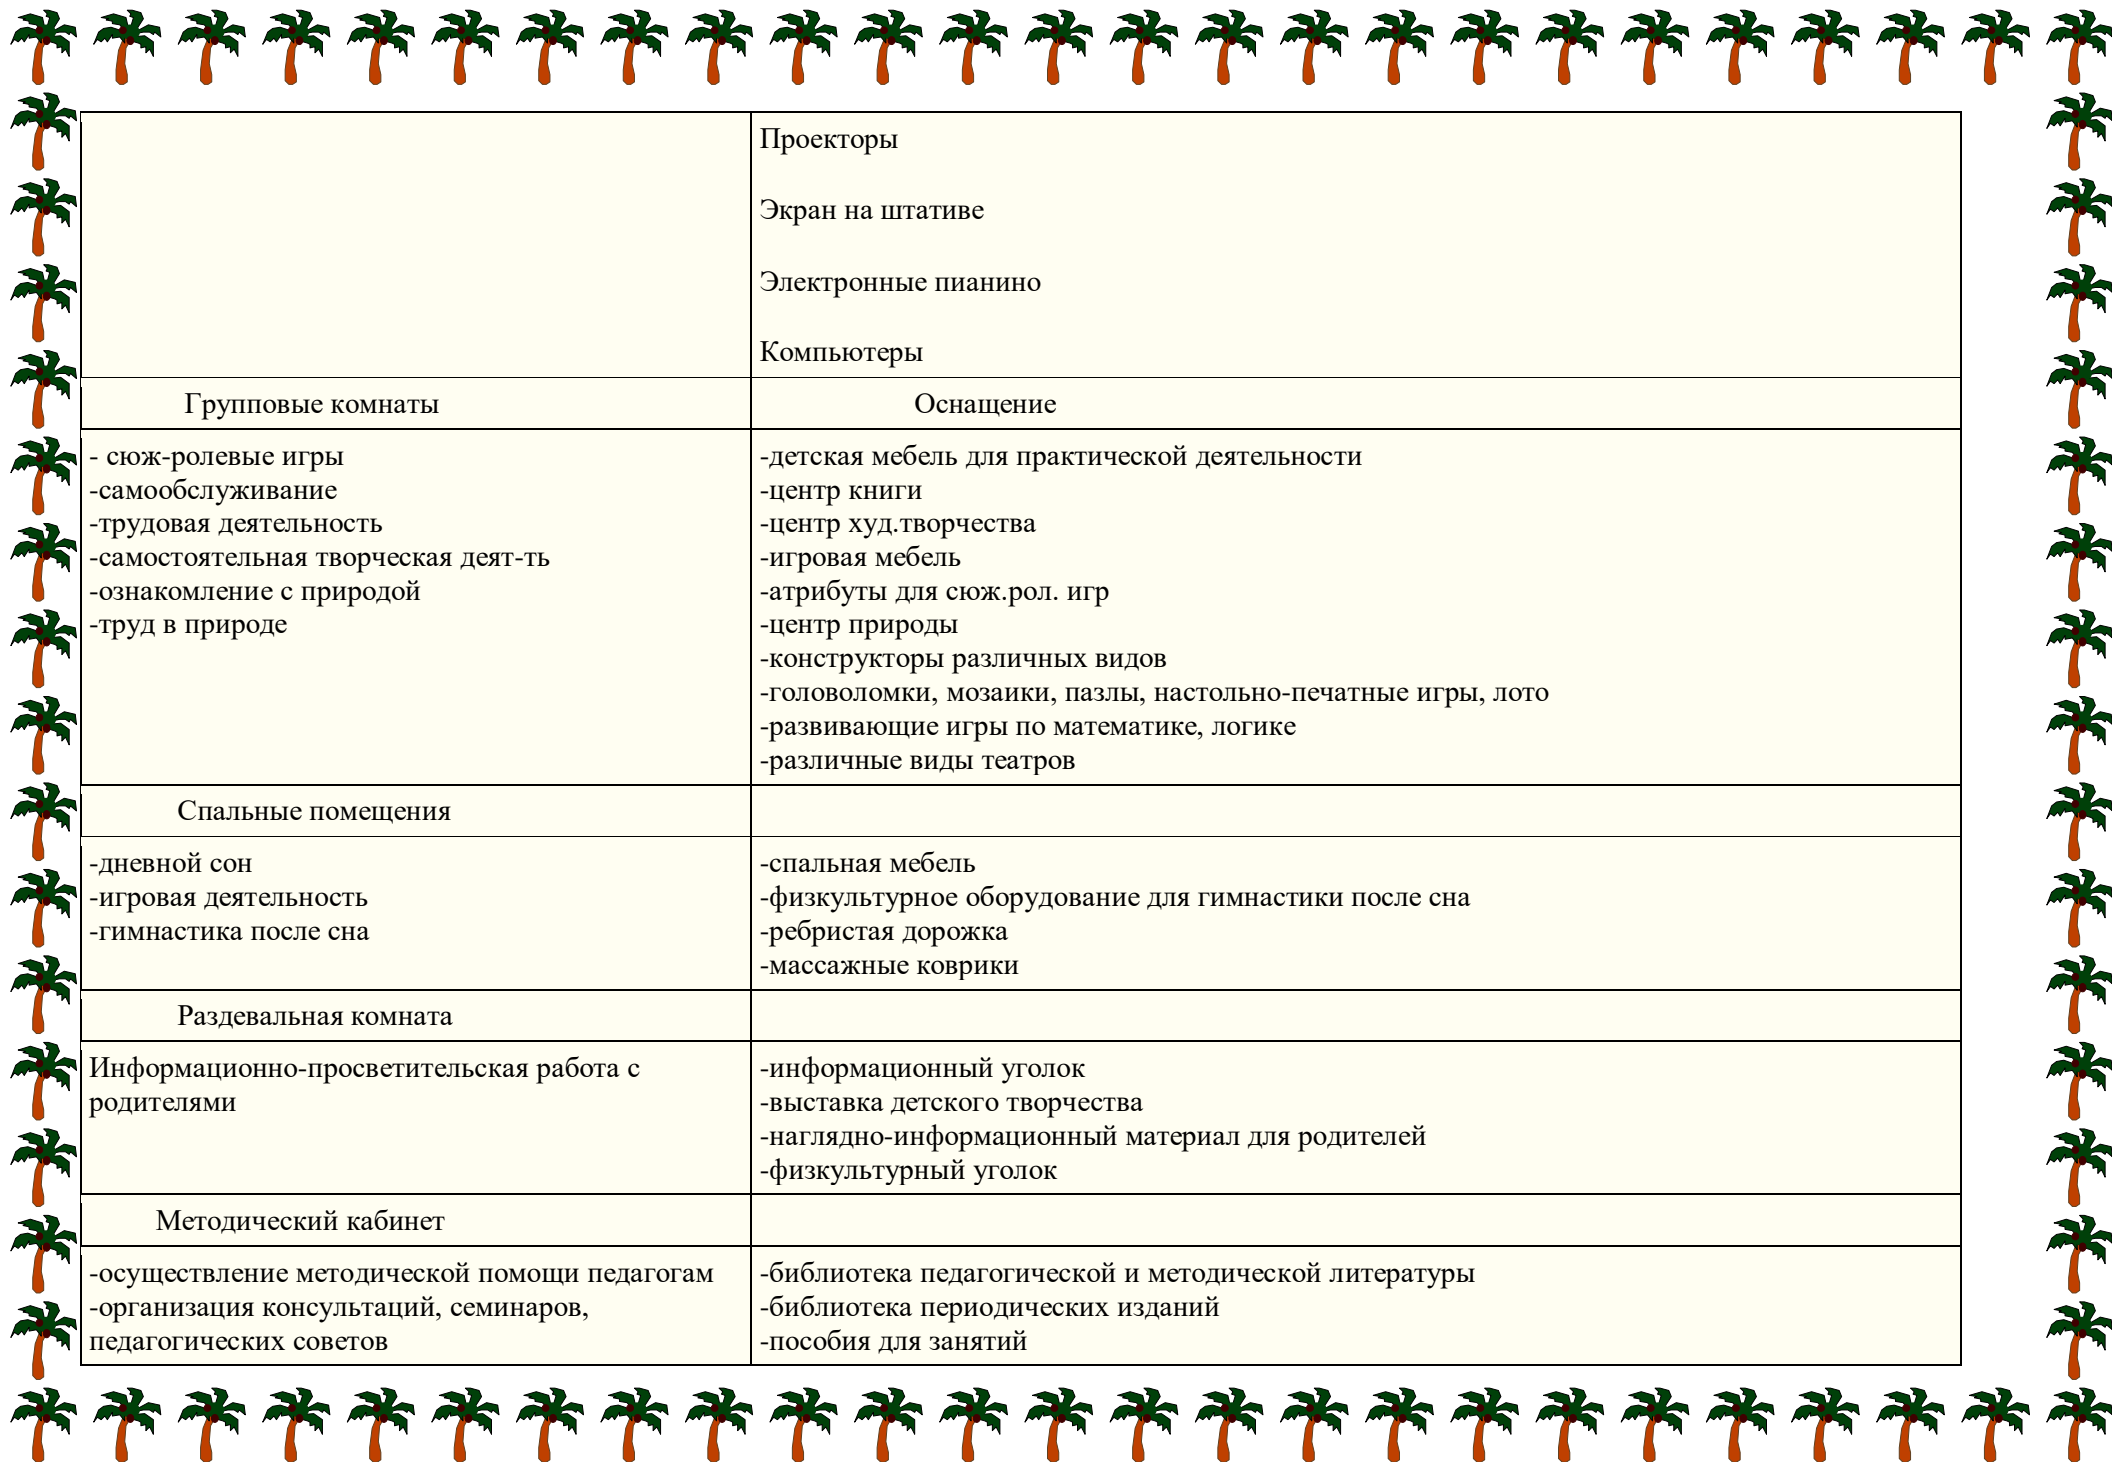 Проекторы
Экран на штативе
Электронные пианино
Компьютеры
Групповые комнаты
Оснащение
- сюж-ролевые игры
-самообслуживание
-трудовая деятельность
-самостоятельная творческая деят-ть
-ознакомление с природой
-труд в природе
-детская мебель для практической деятельности
-центр книги
-центр худ.творчества
-игровая мебель
-атрибуты для сюж.рол. игр
-центр природы
-конструкторы различных видов
-головоломки, мозаики, пазлы, настольно-печатные игры, лото
-развивающие игры по математике, логике
-различные виды театров
Спальные помещения
-дневной сон
-игровая деятельность
-гимнастика после сна
-спальная мебель
-физкультурное оборудование для гимнастики после сна
-ребристая дорожка
-массажные коврики
Раздевальная комната
Информационно-просветительская работа с
родителями
-информационный уголок
-выставка детского творчества
-наглядно-информационный материал для родителей
-физкультурный уголок
Методический кабинет
-осуществление методической помощи педагогам
-организация консультаций, семинаров,
педагогических советов
-библиотека педагогической и методической литературы
-библиотека периодических изданий
-пособия для занятий